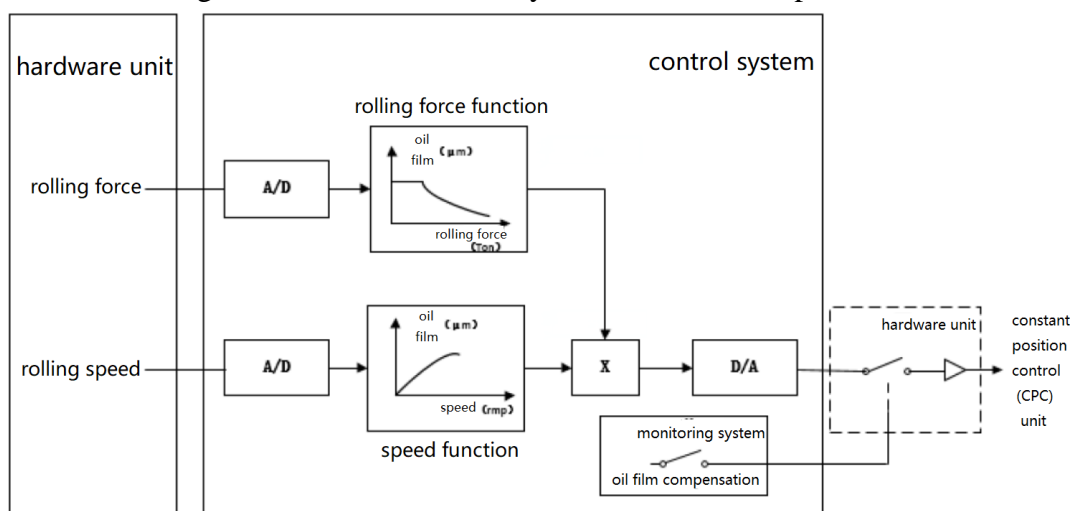 hardware unit
control system
rolling force function
oil
film (μm)
rolling force
(Ton)
rolling force
A/D
rolling speed
A/D
oil
film (μm)
speed (rmp)
speed function
X
D/A
hardware unit
constant
position
control
(CPC)
unit
monitoring system
oil film compensation